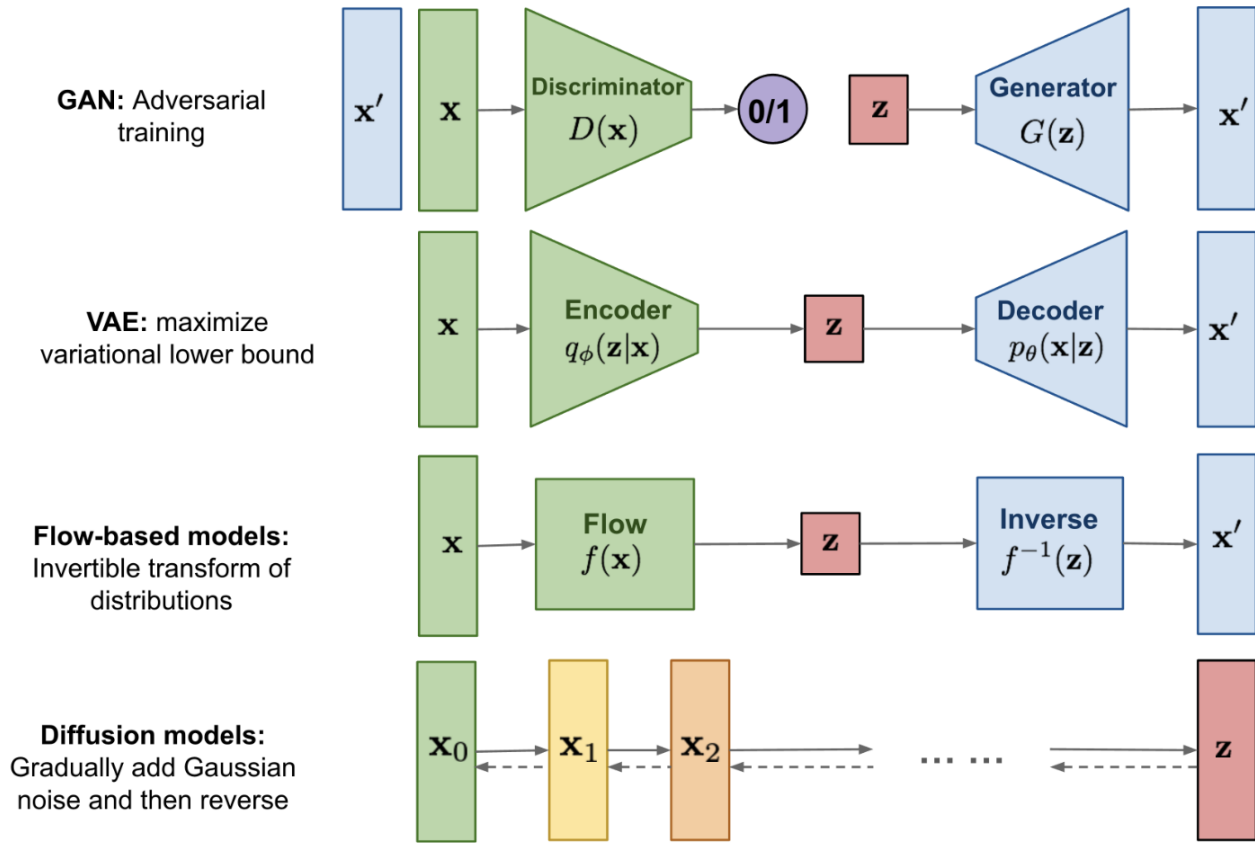 GAN: Adversarial
training
x′
x
Discriminator
D(x)
0/1
z
Generator
G(z)
x′
VAE: maximize
variational lower bound
x
Encoder
qϕ(z|x)
z
Decoder
pθ(x|z)
x′
Flow-based models:
Invertible transform of
distributions
x
Flow
f(x)
z
Inverse
f⁻¹(z)
x′
Diffusion models:
Gradually add Gaussian
noise and then reverse
x₀
x₁
x₂
... ...
z